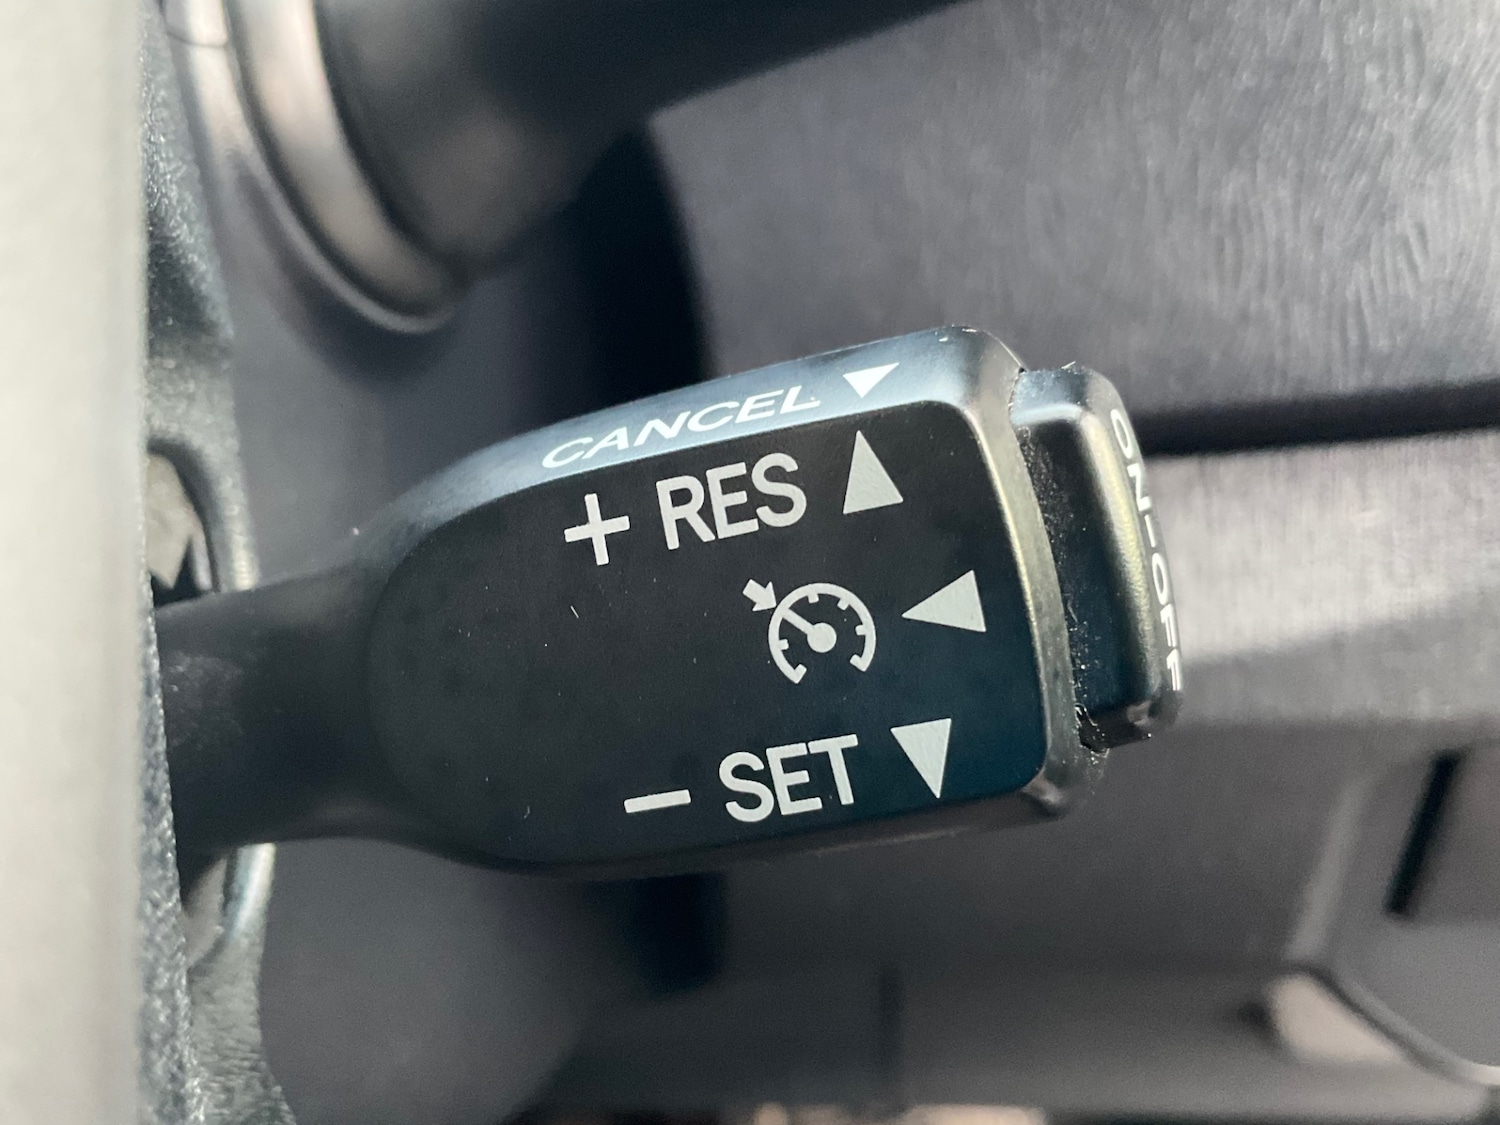 CANCEL
+ RES
- SET
ON-OFF